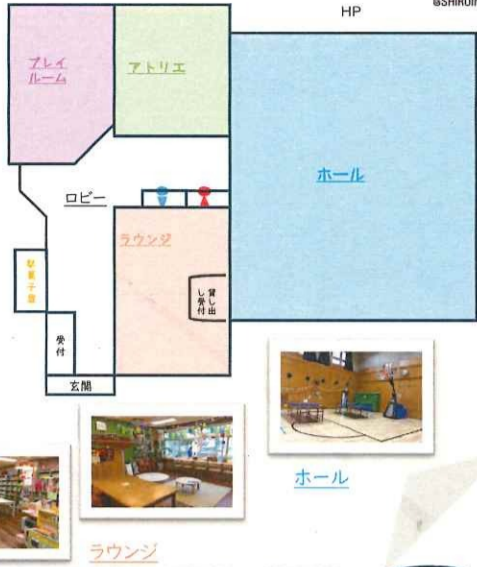 HP
プレイ
ルーム
アトリエ
ホール
ロビー
ラウンジ
駄菓子屋
貸し出
し受付
受付
玄関
ホール
ラウンジ